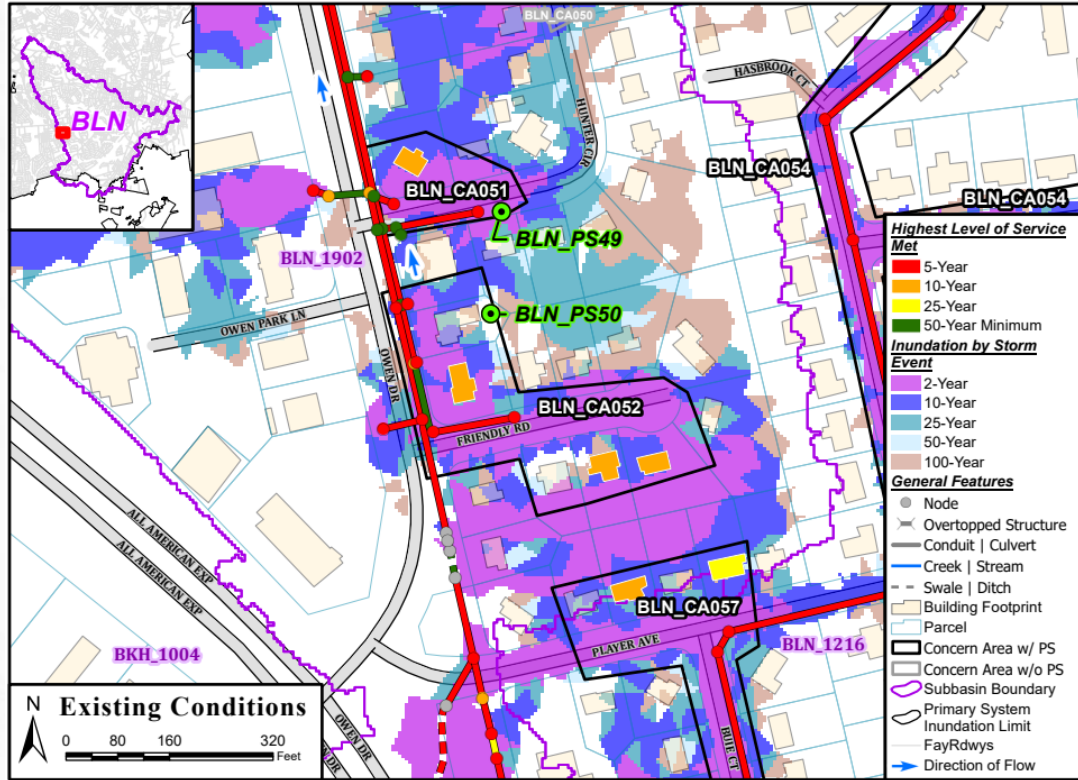 BLN
BLN_CA050
HASBROOK CT
HUNTER CIR
BLN_CA051
BLN_CA054
BLN_CA054
BLN_PS49
BLN_1902
OWEN PARK LN
BLN_PS50
OWEN DR
BLN_CA052
FRIENDLY RD
ALL AMERICAN EXP
ALL AMERICAN EXP
BLN_CA057
PLAYER AVE
BLN_1216
BKH_1004
BUIE CT
OWEN DR
OWEN DR
Existing Conditions
N
0 80 160 320
Feet
Highest Level of Service
Met
5-Year
10-Year
25-Year
50-Year Minimum
Inundation by Storm
Event
2-Year
10-Year
25-Year
50-Year
100-Year
General Features
Node
Overtopped Structure
Conduit | Culvert
Creek | Stream
Swale | Ditch
Building Footprint
Parcel
Concern Area w/ PS
Concern Area w/o PS
Subbasin Boundary
Primary System
Inundation Limit
FayRdwys
Direction of Flow